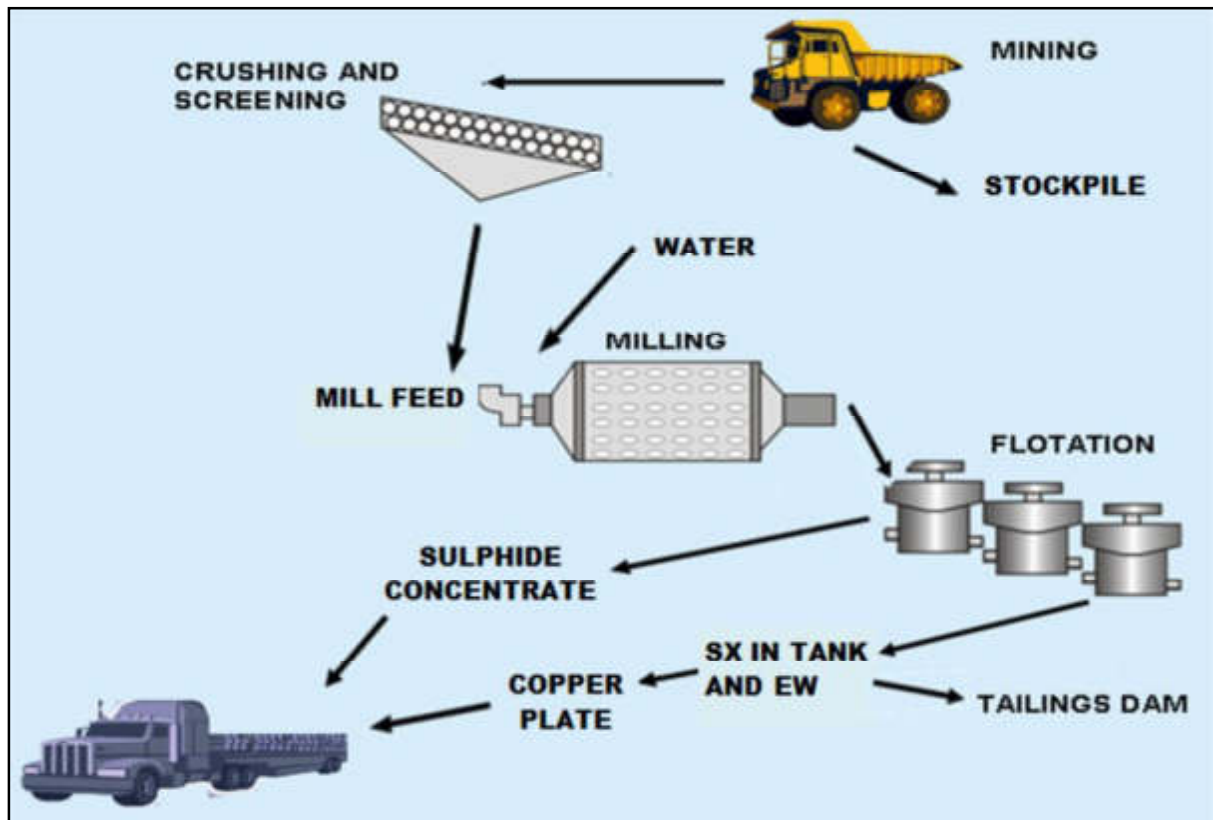 MINING
CRUSHING AND
SCREENING
STOCKPILE
WATER
MILLING
MILL FEED
FLOTATION
SULPHIDE
CONCENTRATE
SX IN TANK
AND EW
COPPER
PLATE
TAILINGS DAM